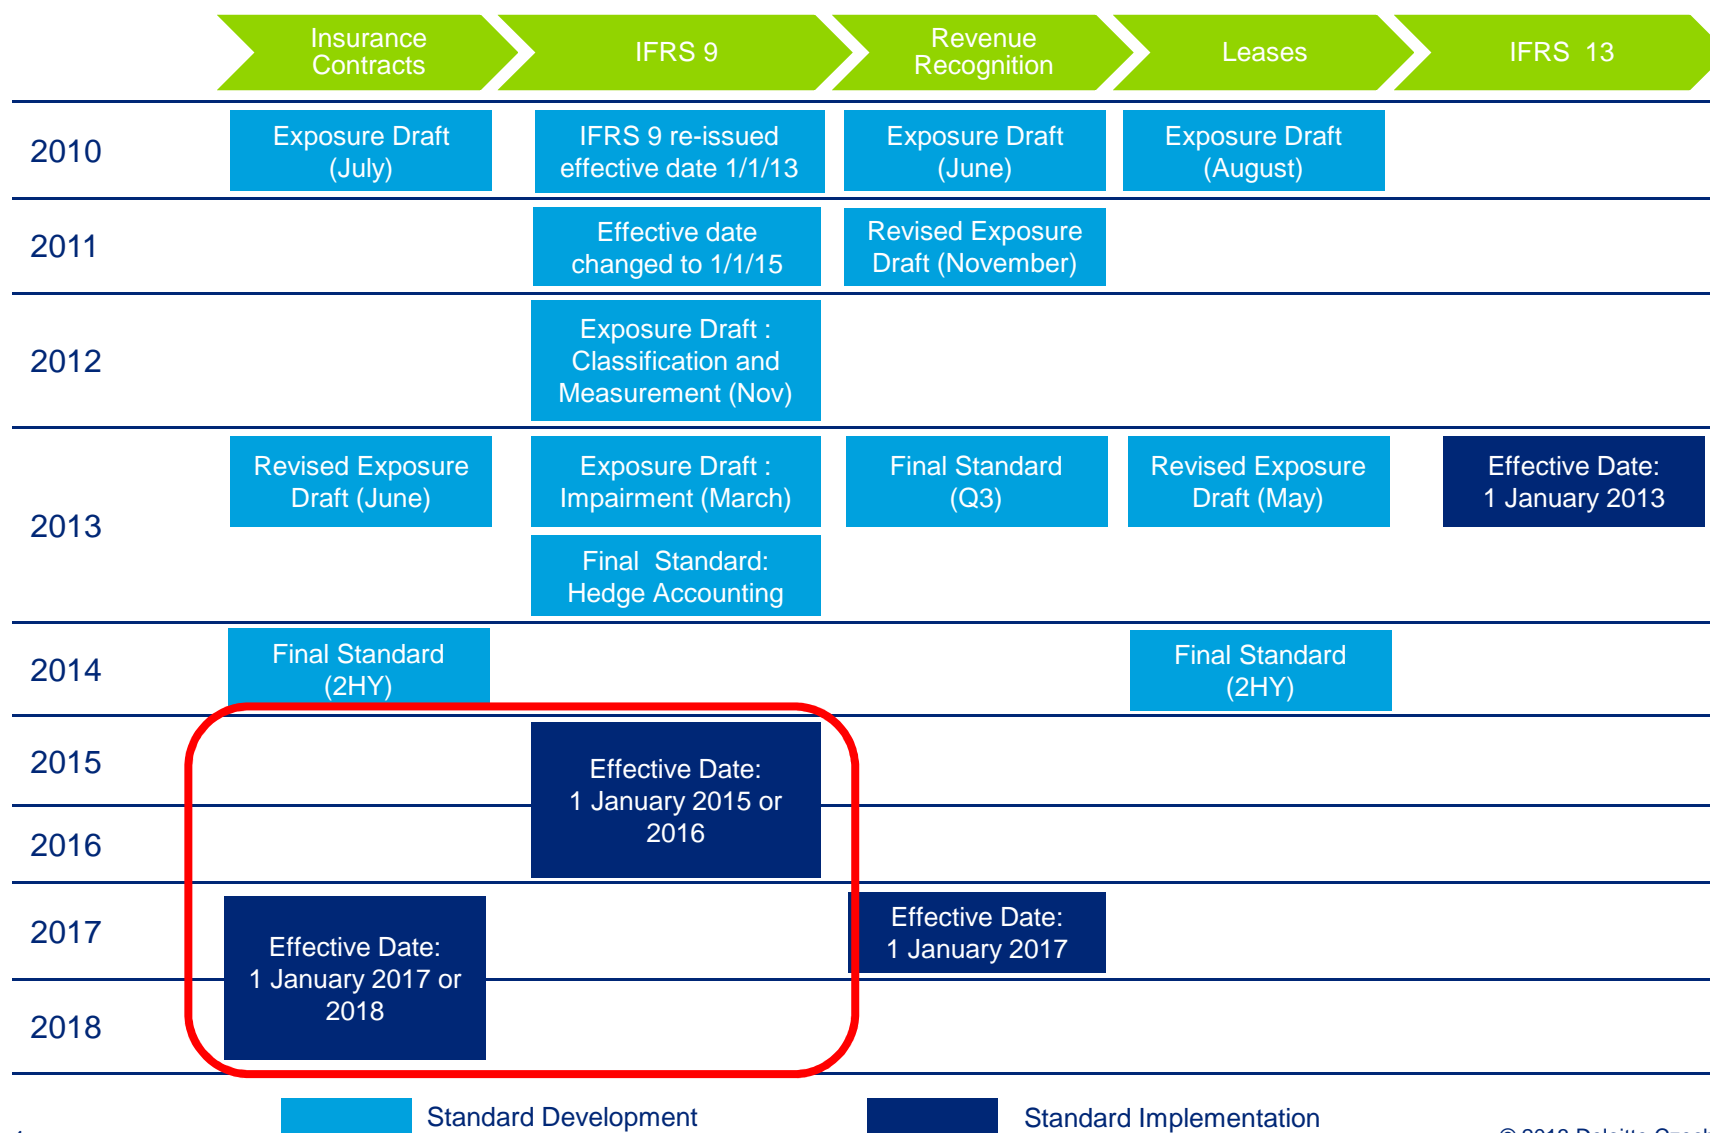 Insurance
Contracts
IFRS 9
Revenue
Recognition
Leases
IFRS 13
2010
Exposure Draft
(July)
IFRS 9 re-issued
effective date 1/1/13
Exposure Draft
(June)
Exposure Draft
(August)
2011
Effective date
changed to 1/1/15
Revised Exposure
Draft (November)
2012
Exposure Draft :
Classification and
Measurement (Nov)
2013
Revised Exposure
Draft (June)
Exposure Draft :
Impairment (March)
Final Standard
(Q3)
Revised Exposure
Draft (May)
Effective Date:
1 January 2013
Final Standard:
Hedge Accounting
2014
Final Standard
(2HY)
Final Standard
(2HY)
2015
Effective Date:
1 January 2015 or
2016
2016
2017
Effective Date:
1 January 2017 or
2018
Effective Date:
1 January 2017
2018
Standard Development
Standard Implementation